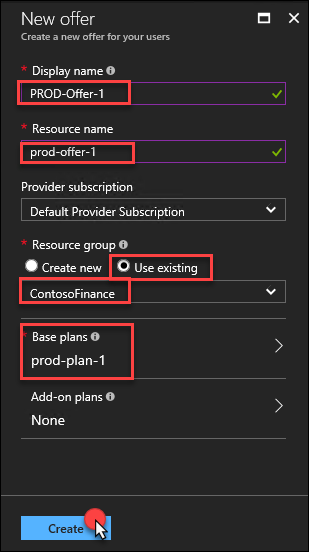 New offer
Create a new offer for your users
* Display name
PROD-Offer-1
* Resource name
prod-offer-1
Provider subscription
Default Provider Subscription
* Resource group
Create new Use existing
ContosoFinance
* Base plans
prod-plan-1
Add-on plans
None
Create